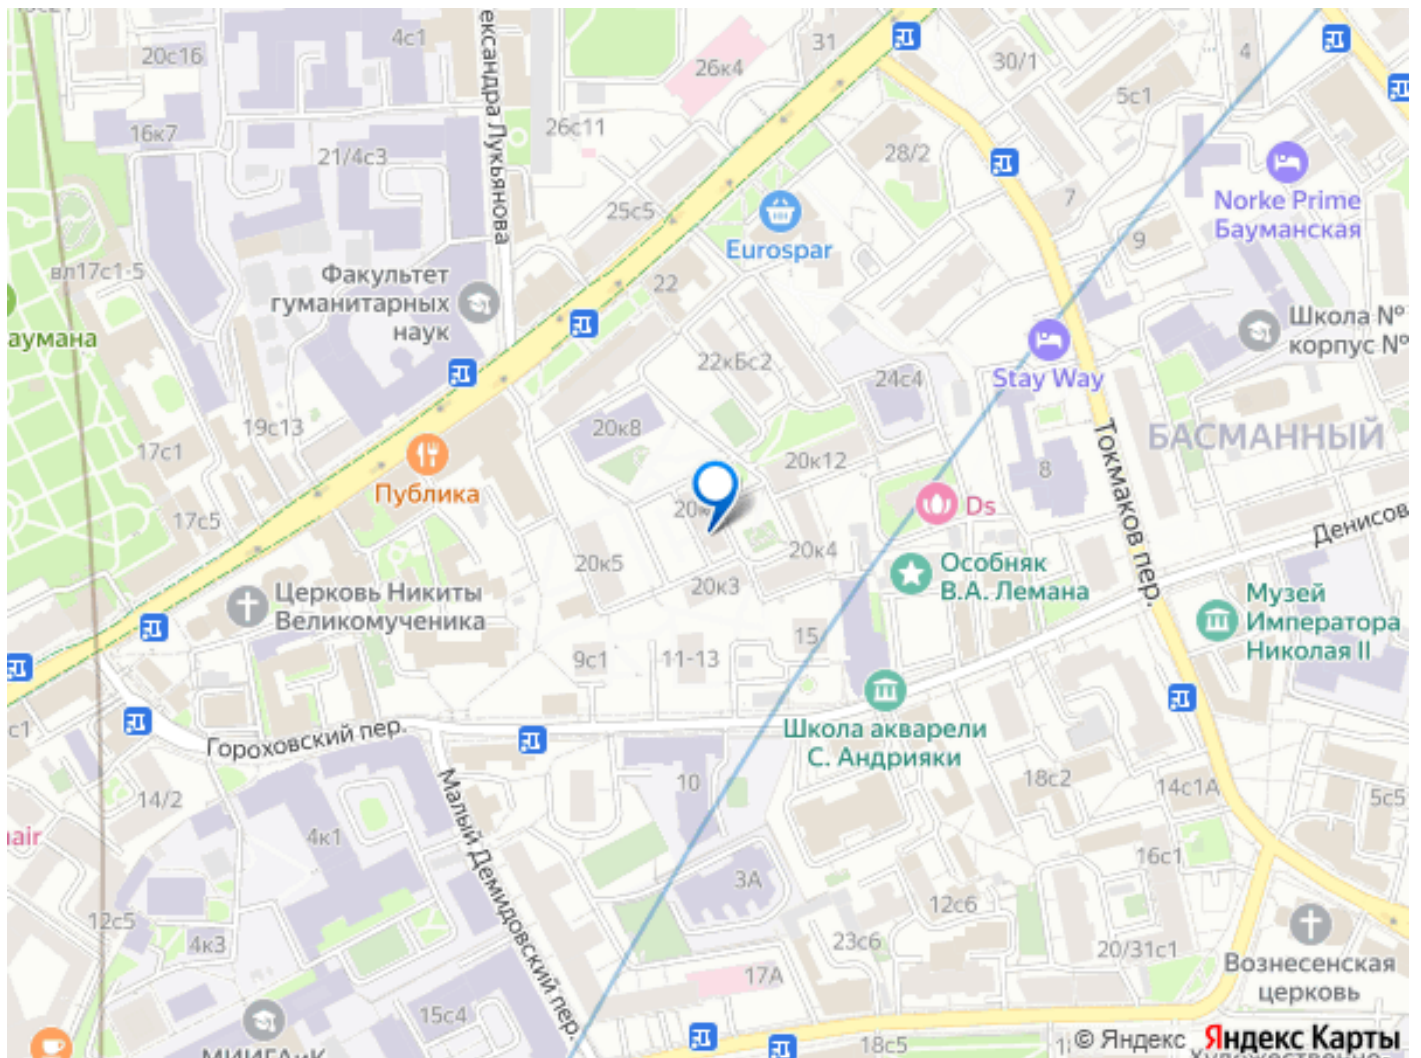 20с16
4с1
ександра Лукьянова
31
26к4
30/1
4
5с1
16к7
21/4с3
26с11
28/2
7
Norke Prime
Бауманская
25с5
Eurospar
9
вл17с1-5
Факультет
гуманитарных
наук
22
аумана
Школа №
корпус №
22кБс2
24с4
Stay Way
19с13
17с1
20к8
БАСМАННЫЙ
Токмаков пер.
20к12
8
Публика
17с5
Ds
Денисов
20к5
20к4
20к3
Особняк
В.А. Лемана
Церковь Никиты
Великомученика
Музей
Императора
Николая II
15
9с1
11-13
с1
Гороховский пер.
Школа акварели
С. Андрияки
14/2
Малый Демидовский пер.
10
18с2
14с1А
5с5
hair
4к1
16с1
3А
12с5
4к3
12с6
23с6
20/31с1
Вознесенская
церковь
17А
15с4
МИИГАиК
18с5
© Яндекс Яндекс Карты